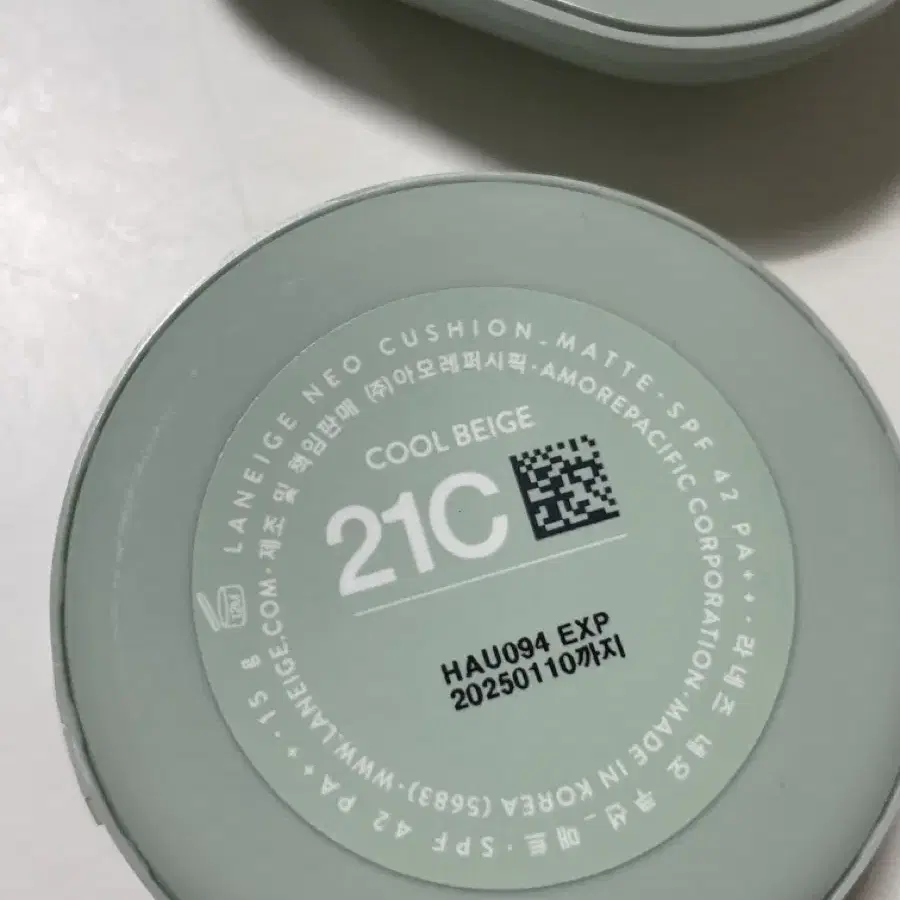 LANEIGE NEO CUSHION_MATTE · SPF 42 PA++ · 라네즈 네오 쿠션_매트 · SPF 42 PA++ · 15 g
제조 및 책임판매 (주)아모레퍼시픽 · AMOREPACIFIC CORPORATION · MADE IN KOREA (5683) · WWW.LANEIGE.COM ·
COOL BEIGE
21C
12M
HAU094 EXP
20250110까지